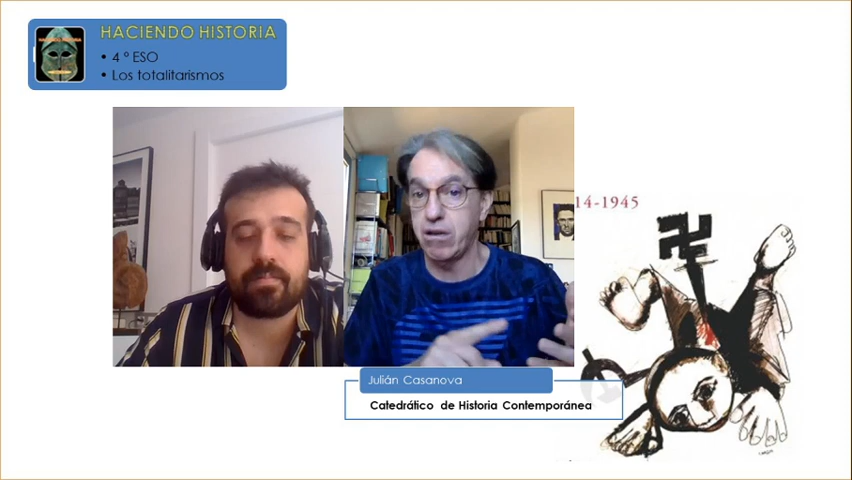 HACIENDO HISTORIA
• 4 º ESO
• Los totalitarismos
14-1945
Julián Casanova
Catedrático de Historia Contemporánea